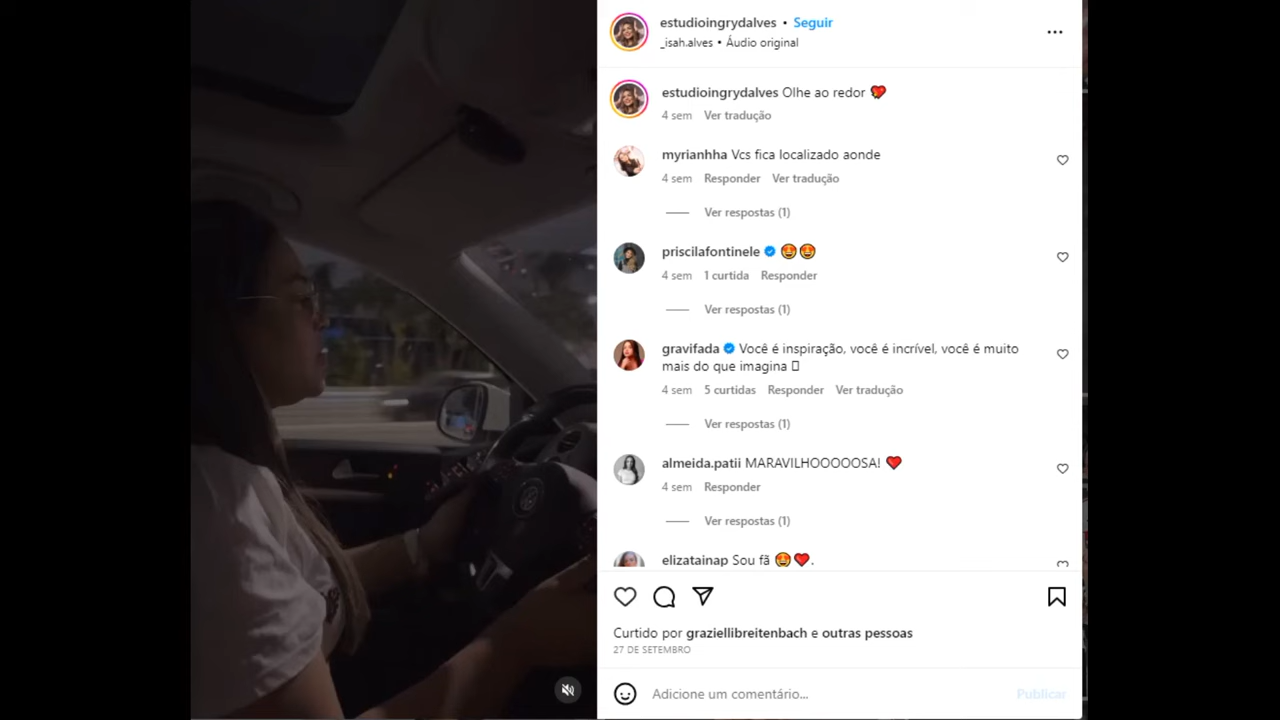 estudioingrydalves • Seguir
_isah.alves • Áudio original
estudioingrydalves Olhe ao redor
4 sem Ver tradução
myrianhha Vcs fica localizado aonde
4 sem Responder Ver tradução
Ver respostas (1)
priscilafontinele
4 sem 1 curtida Responder
Ver respostas (1)
gravifada Você é inspiração, você é incrível, você é muito
mais do que imagina
4 sem 5 curtidas Responder Ver tradução
Ver respostas (1)
almeida.patii MARAVILHOOOOOSA!
4 sem Responder
Ver respostas (1)
elizatainap Sou fã .
Curtido por graziellibreitenbach e outras pessoas
27 DE SETEMBRO
Adicione um comentário...
Publicar